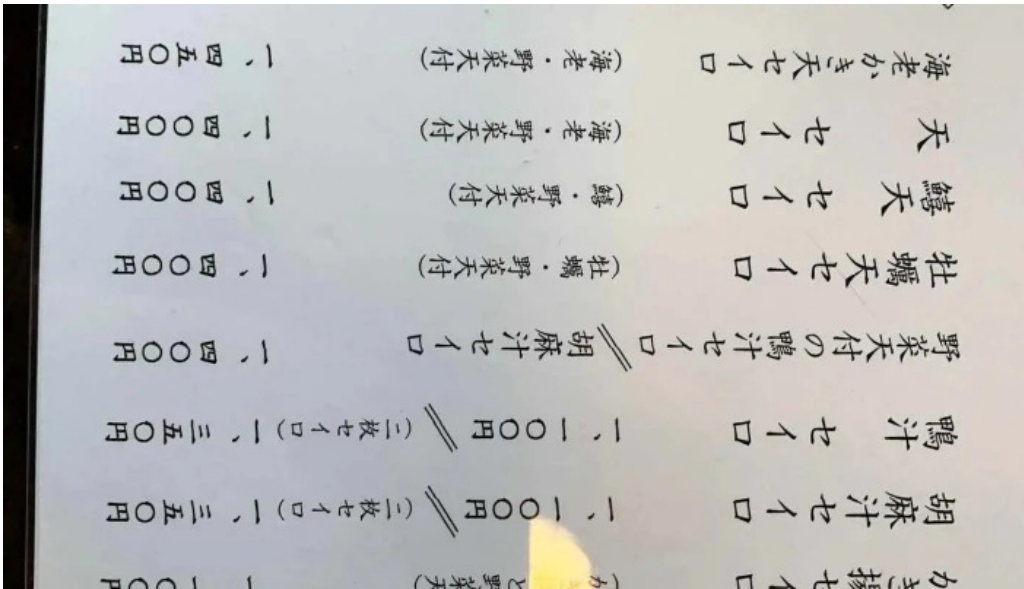 かき揚セイロ
胡麻汁セイロ 一、一〇〇円 // (二枚セイロ) 一、三五〇円
鴨汁セイロ 一、一〇〇円 // (二枚セイロ) 一、三五〇円
野菜天付の鴨汁セイロ // 胡麻汁セイロ 一、四〇〇円
牡蠣天セイロ (牡蠣・野菜天付) 一、四〇〇円
鱚天セイロ (鱚・野菜天付) 一、四〇〇円
天セイロ (海老・野菜天付) 一、四〇〇円
海老かき天セイロ (海老・野菜天付) 一、四五〇円